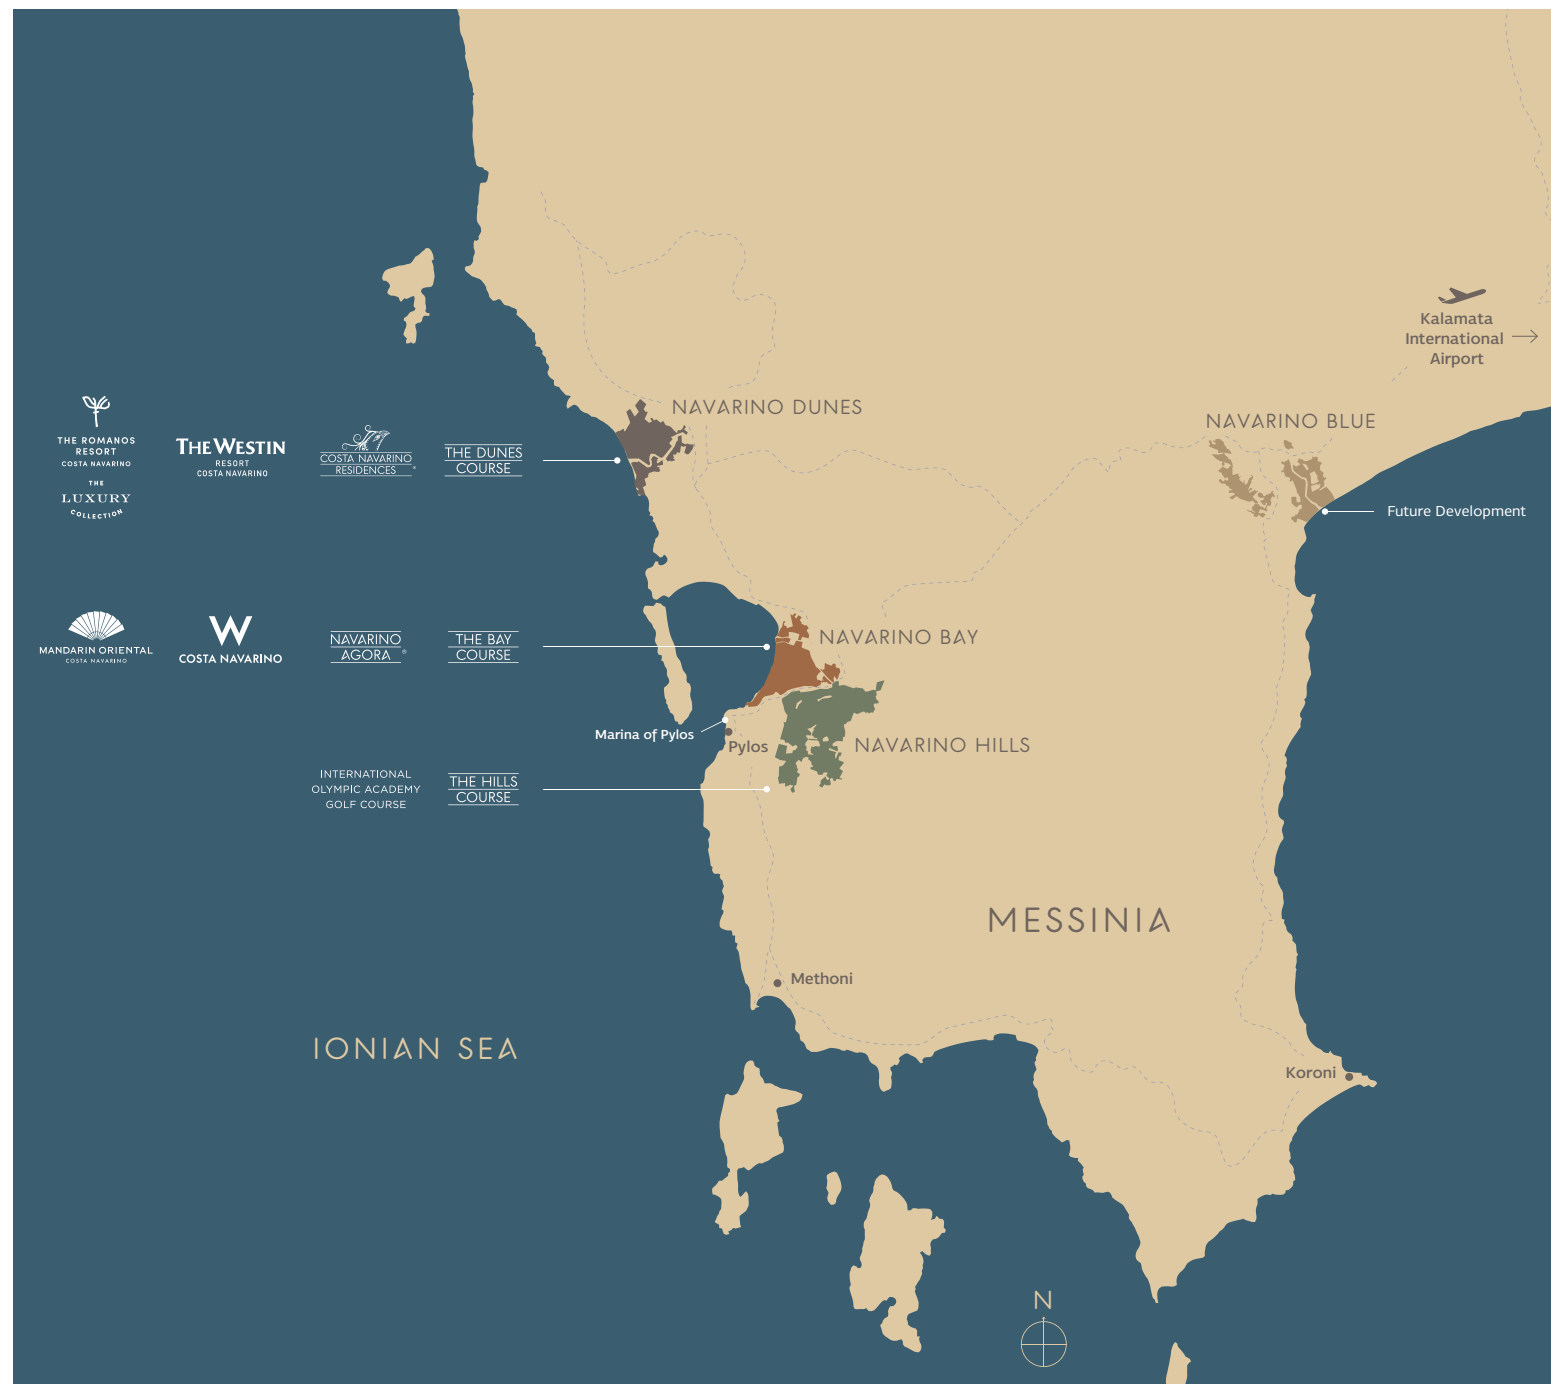 Kalamata
International
Airport
NAVARINO DUNES
NAVARINO BLUE
THE ROMANOS
RESORT
COSTA NAVARINO
THE
LUXURY
COLLECTION
THE WESTIN
RESORT
COSTA NAVARINO
COSTA NAVARINO
RESIDENCES®
THE DUNES
COURSE
Future Development
MANDARIN ORIENTAL
COSTA NAVARINO
W
COSTA NAVARINO
NAVARINO
AGORA®
THE BAY
COURSE
NAVARINO BAY
Marina of Pylos
Pylos
NAVARINO HILLS
INTERNATIONAL
OLYMPIC ACADEMY
GOLF COURSE
THE HILLS
COURSE
MESSINIA
Methoni
IONIAN SEA
Koroni
N